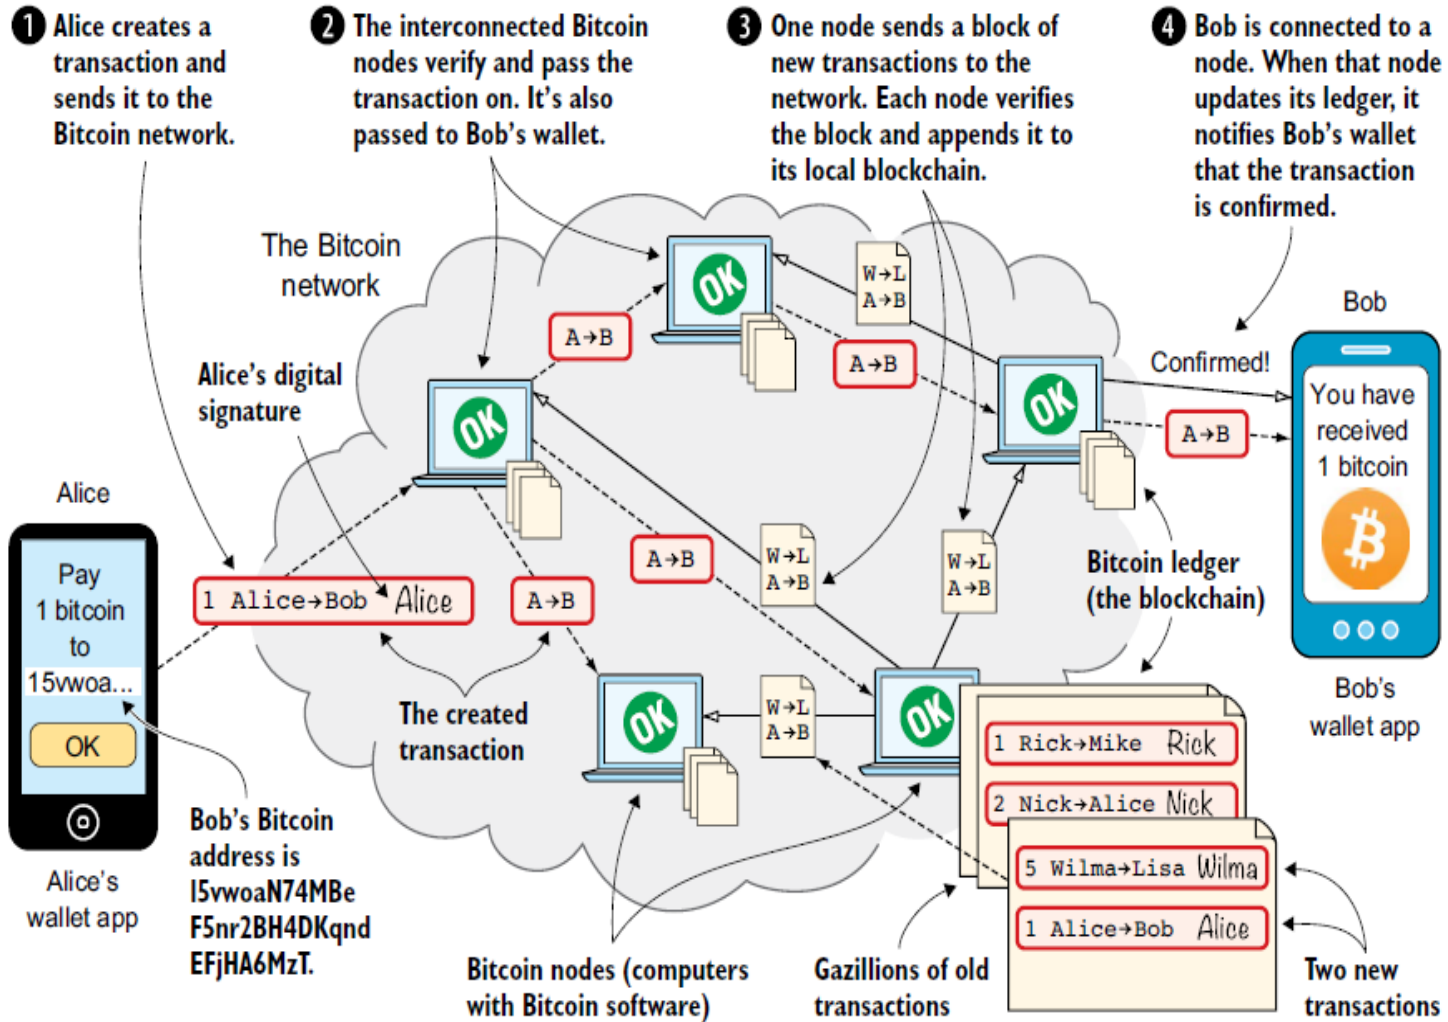 1 Alice creates a
transaction and
sends it to the
Bitcoin network.
2 The interconnected Bitcoin
nodes verify and pass the
transaction on. It's also
passed to Bob's wallet.
3 One node sends a block of
new transactions to the
network. Each node verifies
the block and appends it to
its local blockchain.
4 Bob is connected to a
node. When that node
updates its ledger, it
notifies Bob's wallet
that the transaction
is confirmed.
The Bitcoin
network
OK
W→L
A→B
A→B
A→B
Alice's digital
signature
OK
OK
Confirmed!
A→B
Bob
You have
received
1 bitcoin
Bob's
wallet app
Alice
Pay
1 bitcoin
to
15vwoa...
OK
Alice's
wallet app
1 Alice→Bob Alice
A→B
A→B
W→L
A→B
W→L
A→B
Bitcoin ledger
(the blockchain)
The created
transaction
OK
W→L
A→B
OK
1 Rick→Mike Rick
2 Nick→Alice Nick
5 Wilma→Lisa Wilma
1 Alice→Bob Alice
Bob's Bitcoin
address is
15vwoaN74MBe
F5nr2BH4DKqnd
EFjHA6MzT.
Bitcoin nodes (computers
with Bitcoin software)
Gazillions of old
transactions
Two new
transactions